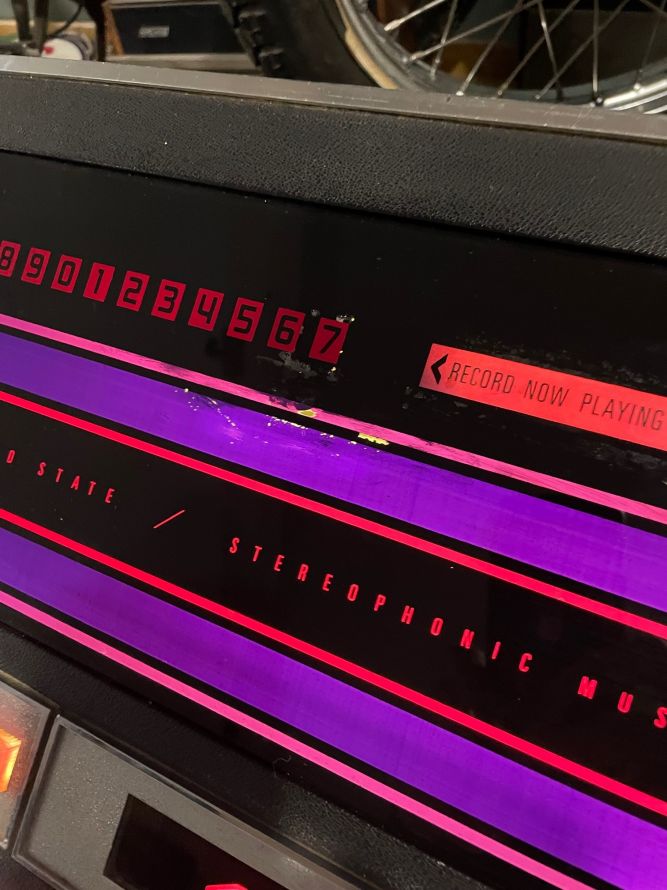 8901234567
RECORD NOW PLAYING
D STATE / STEREOPHONIC MUS